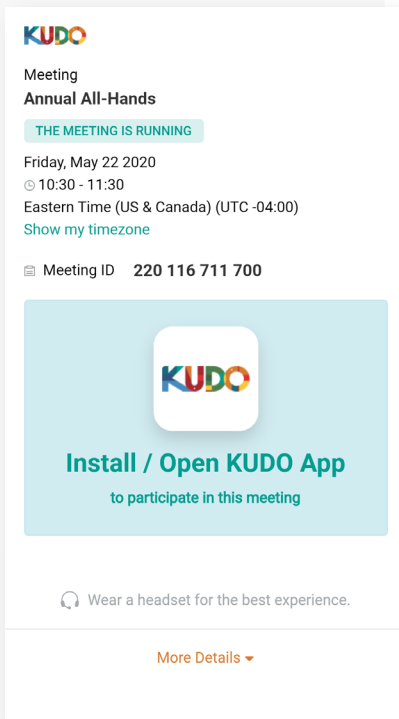 KUDO
Meeting
Annual All-Hands
THE MEETING IS RUNNING
Friday, May 22 2020
10:30 - 11:30
Eastern Time (US & Canada) (UTC -04:00)
Show my timezone
Meeting ID 220 116 711 700
KUDO
Install / Open KUDO App
to participate in this meeting
Wear a headset for the best experience.
More Details